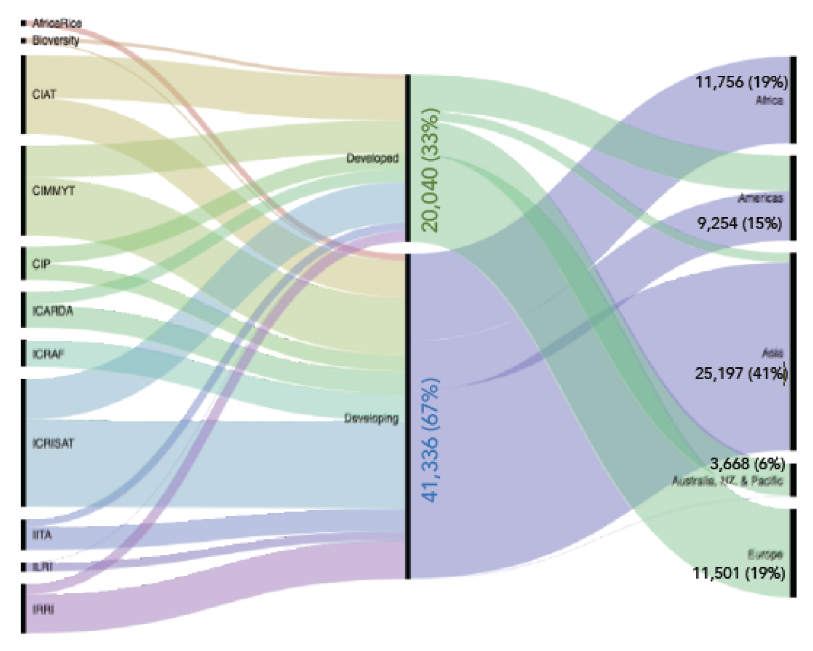 AfricaRice
Bioversity
CIAT
CIMMYT
CIP
ICARDA
ICRAF
ICRISAT
IITA
ILRI
IRRI
Developed
20,040 (33%)
Developing
41,336 (67%)
11,756 (19%)
Africa
Americas
9,254 (15%)
Asia
25,197 (41%)
3,668 (6%)
Australia, NZ, & Pacific
Europe
11,501 (19%)